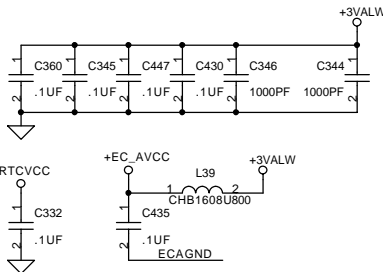 +3VALW
1 C360 1 C345 1 C447 1 C430 1 C346 C344 1
2 .1UF 2 .1UF 2 .1UF 2 .1UF 2 1000PF 1000PF 2
RTCVCC +EC_AVCC +3VALW
L39
1 2
CHB1608U800
1 C332 1 C435
2 .1UF 2 .1UF
ECAGND